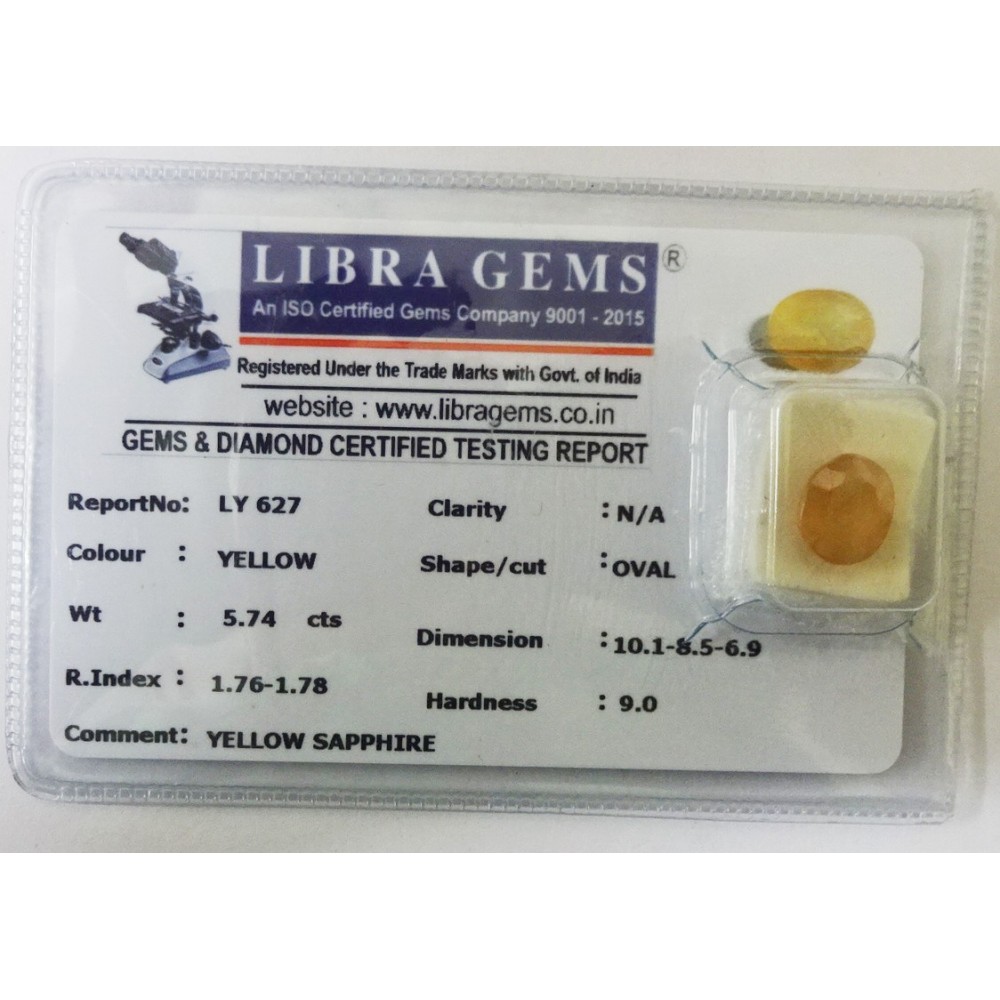 LIBRA GEMS ®
An ISO Certified Gems Company 9001 - 2015
Registered Under the Trade Marks with Govt. of India
website : www.libragems.co.in
GEMS & DIAMOND CERTIFIED TESTING REPORT
ReportNo: LY 627
Colour : YELLOW
Wt : 5.74 cts
R.Index : 1.76-1.78
Comment: YELLOW SAPPHIRE
Clarity : N/A
Shape/cut : OVAL
Dimension : 10.1-8.5-6.9
Hardness : 9.0